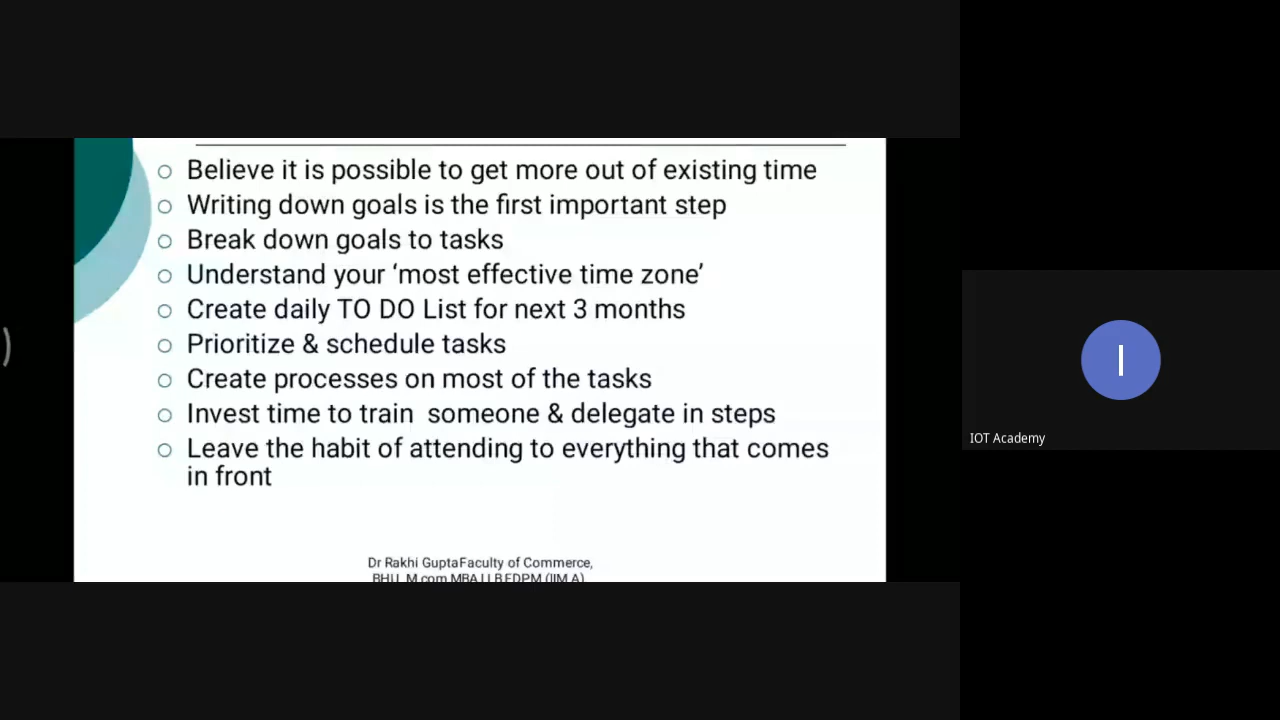 Believe it is possible to get more out of existing time
Writing down goals is the first important step
Break down goals to tasks
Understand your ‘most effective time zone’
Create daily TO DO List for next 3 months
Prioritize & schedule tasks
Create processes on most of the tasks
Invest time to train someone & delegate in steps
Leave the habit of attending to everything that comes
in front
Dr Rakhi GuptaFaculty of Commerce,
BHU, M.com MBA LLB EDPM (IIM A)
I
IOT Academy